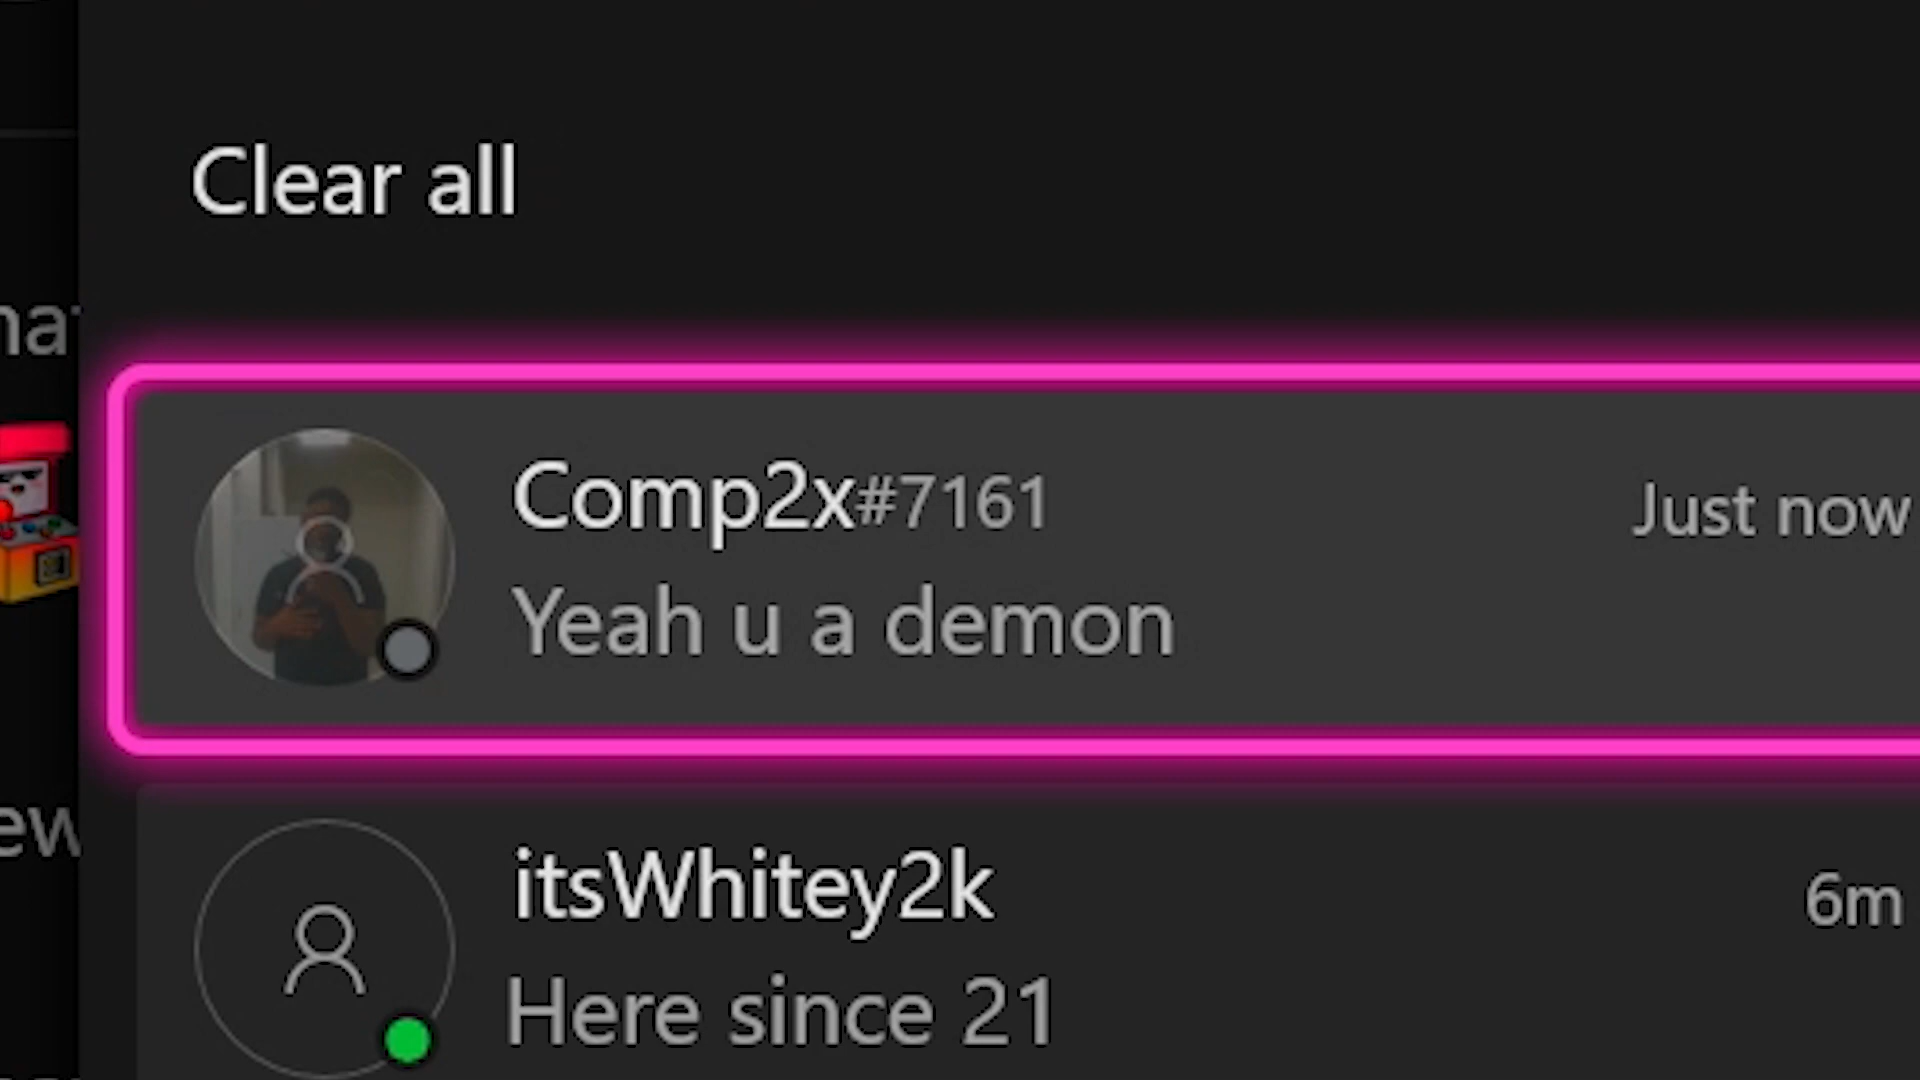 Clear all
Comp2x#7161
Just now
Yeah u a demon
itsWhitey2k
6m
Here since 21